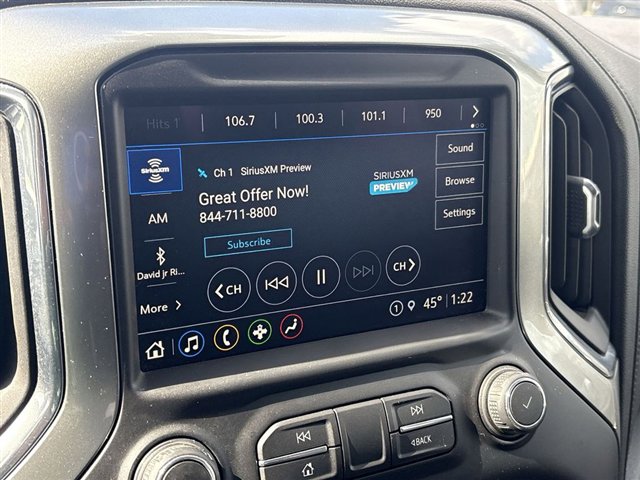 Hits 1 106.7 100.3 101.1 950
SiriusXM
Ch 1 SiriusXM Preview
Great Offer Now!
844-711-8800
Subscribe
SIRIUSXM
PREVIEW
Sound
Browse
Settings
AM
David jr Ri...
More
CH
CH
1 45° 1:22
BACK